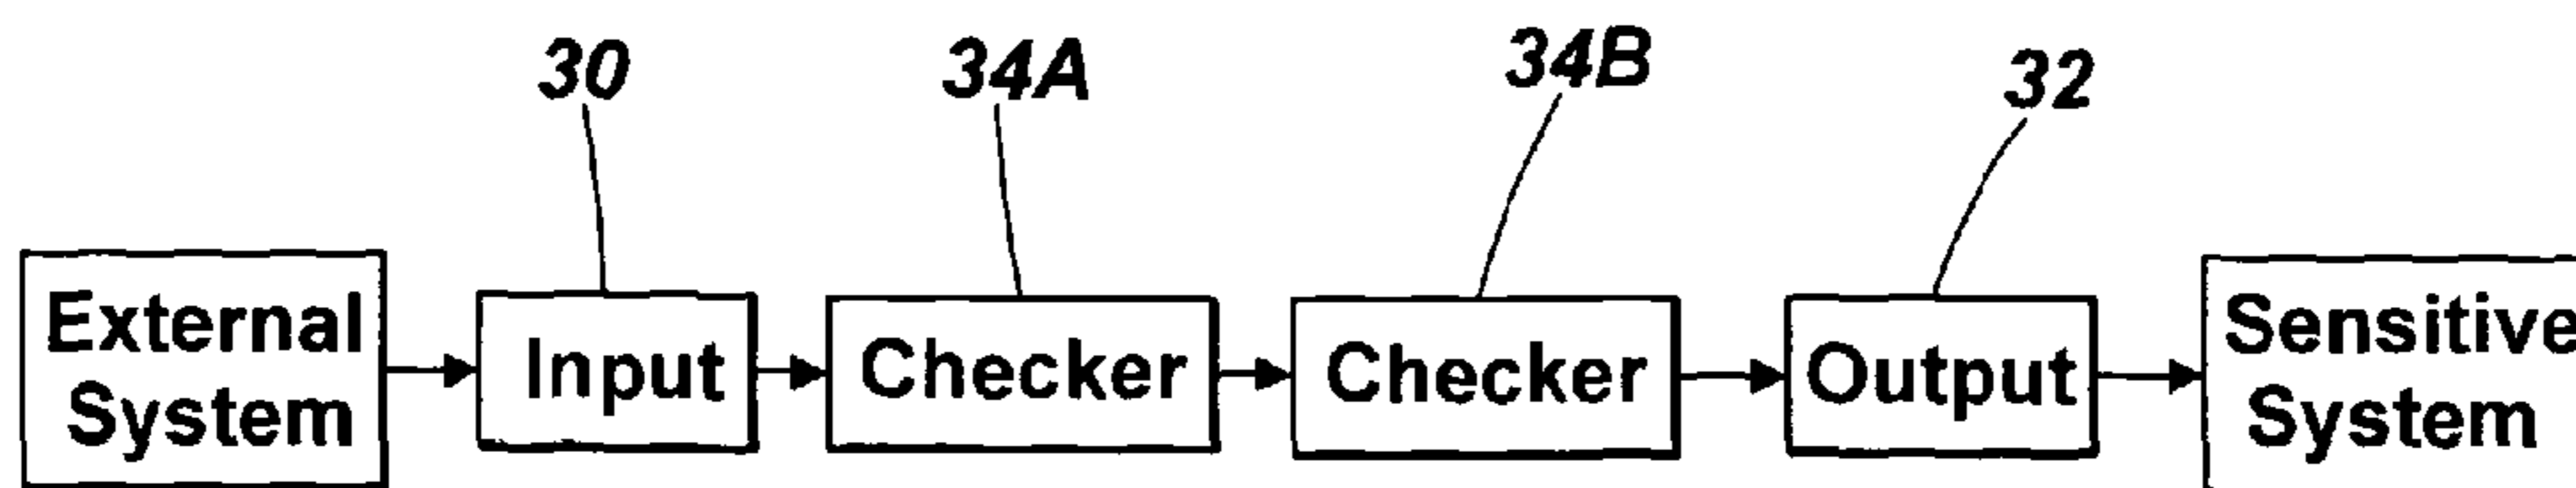 30
34A
34B
32
External
System
Input
Checker
Checker
Output
Sensitive
System